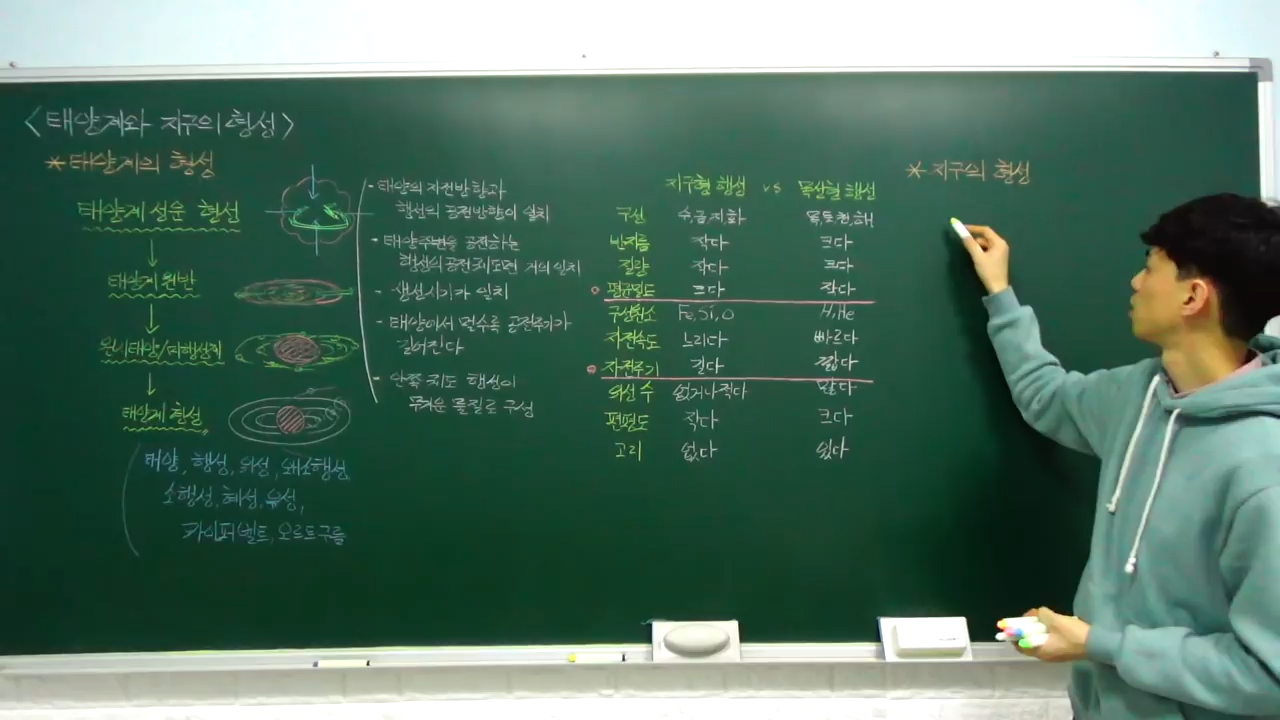 <태양계와 지구의 형성>
*태양계의 형성
태양계 성운 형성
↓
태양계 원반
↓
원시태양/미행성체
↓
태양계 형성
태양, 행성, 위성, 왜소행성,
소행성, 혜성, 유성,
카이퍼 벨트, 오르트구름
- 태양의 자전방향과
행성의 공전방향이 일치
- 태양주변을 공전하는
행성의 공전궤도면 거의 일치
- 생성시기가 일치
- 태양에서 멀수록 공전주기가
길어진다
- 안쪽 궤도 행성이
무거운 물질로 구성
지구형 행성 vs 목성형 행성
구성 수,금,지,화 목,토,천,해
반지름 작다 크다
질량 작다 크다
평균밀도 크다 작다
구성원소 Fe, Si, O H, He
자전속도 느리다 빠르다
자전주기 길다 짧다
위성 수 없거나 적다 많다
편평도 작다 크다
고리 없다 있다
* 지구의 형성